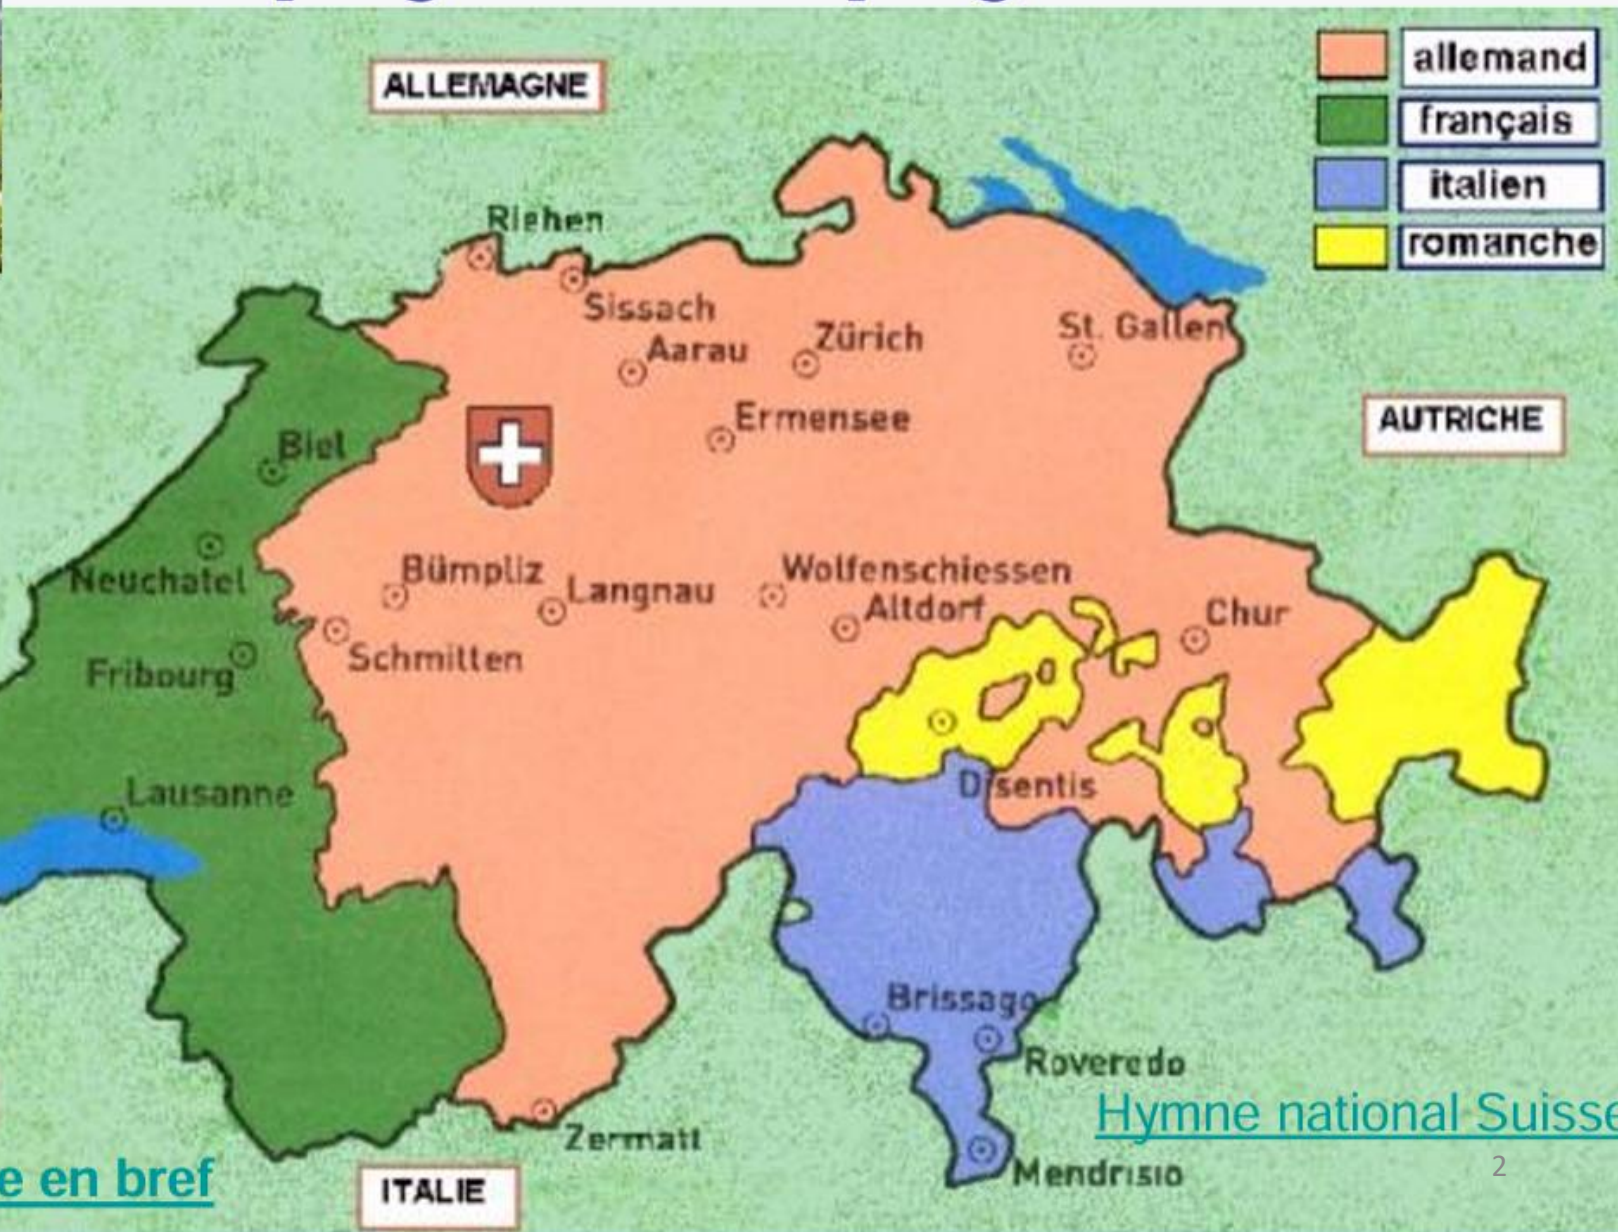 ALLEMAGNE
allemand
français
italien
romanche
Riehen
Sissach
Aarau
Zürich
St. Gallen
Ermensee
AUTRICHE
Biel
Neuchatel
Bümpliz
Langnau
Wolfenschiessen
Altdorf
Chur
Schmitten
Fribourg
Lausanne
Disentis
Brissago
Roveredo
Hymne national Suisse
Zermatt
Mendrisio
2
e en bref
ITALIE